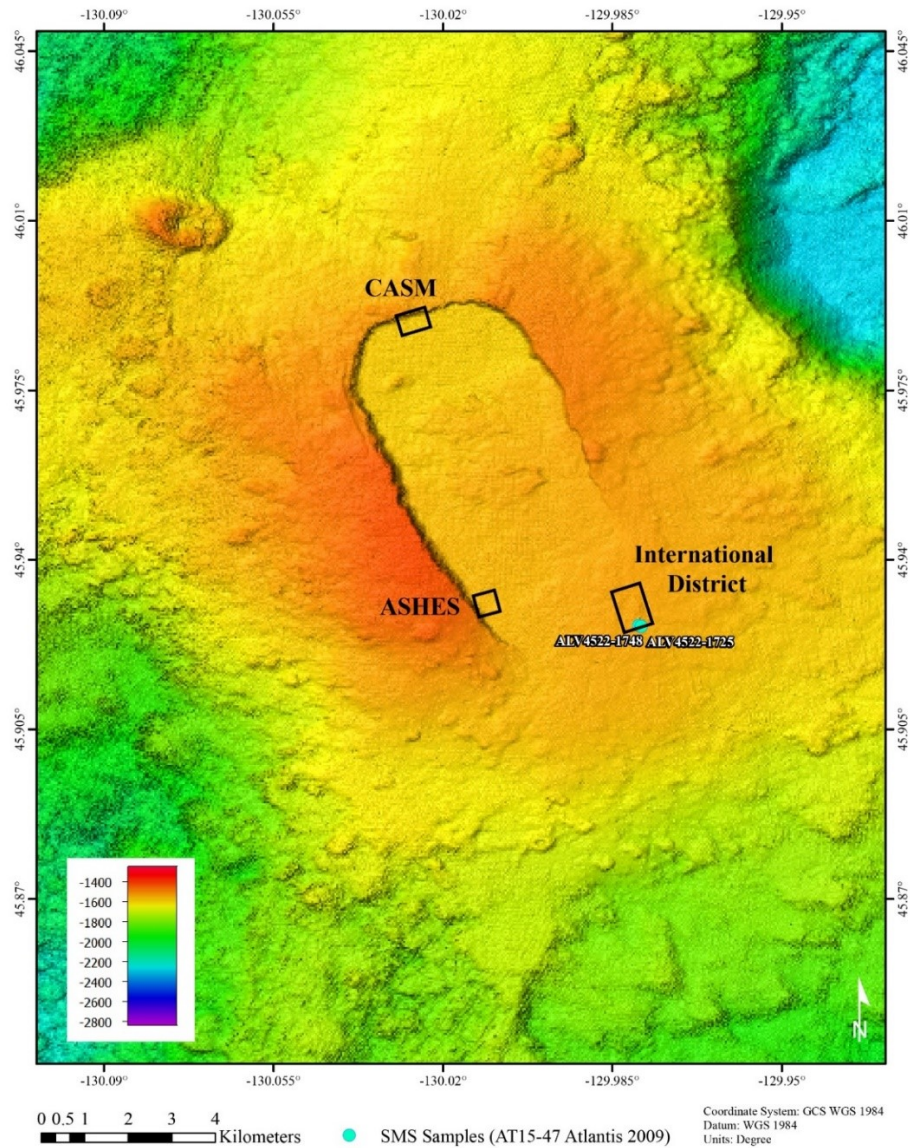 -130.09° -130.055° -130.02° -129.985° -129.95°
46.045° 46.045°
46.01° 46.01°
CASM
45.975° 45.975°
45.94° 45.94°
International
District
ASHES
ALV4522-1748 ALV4522-1725
45.905° 45.905°
45.87° 45.87°
-1400
-1600
-1800
-2000
-2200
-2400
-2600
-2800
N
-130.09° -130.055° -130.02° -129.985° -129.95°
0 0.5 1 2 3 4
Kilometers
SMS Samples (AT15-47 Atlantis 2009)
Coordinate System: GCS WGS 1984
Datum: WGS 1984
Units: Degree